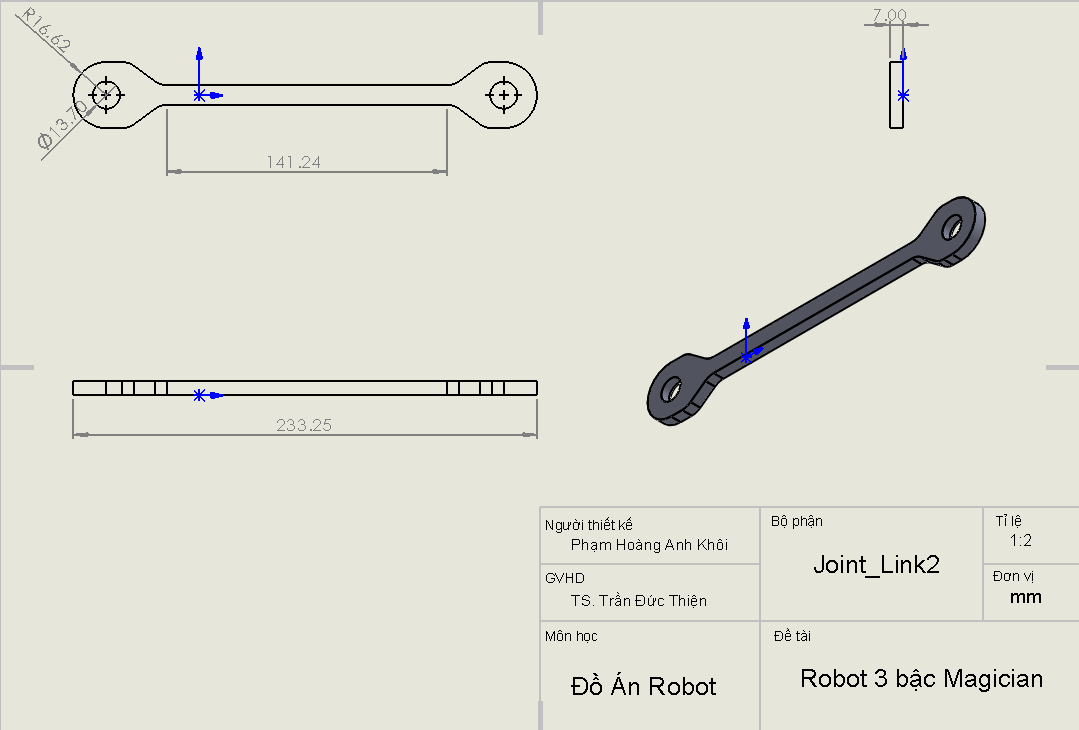 R16.62
7.00
Φ13.70
141.24
233.25
Người thiết kế
Phạm Hoàng Anh Khôi
Bộ phận
Joint_Link2
Tỉ lệ
1:2
GVHD
TS. Trần Đức Thiện
Đơn vị
mm
Môn học
Đồ Án Robot
Đề tài
Robot 3 bậc Magician